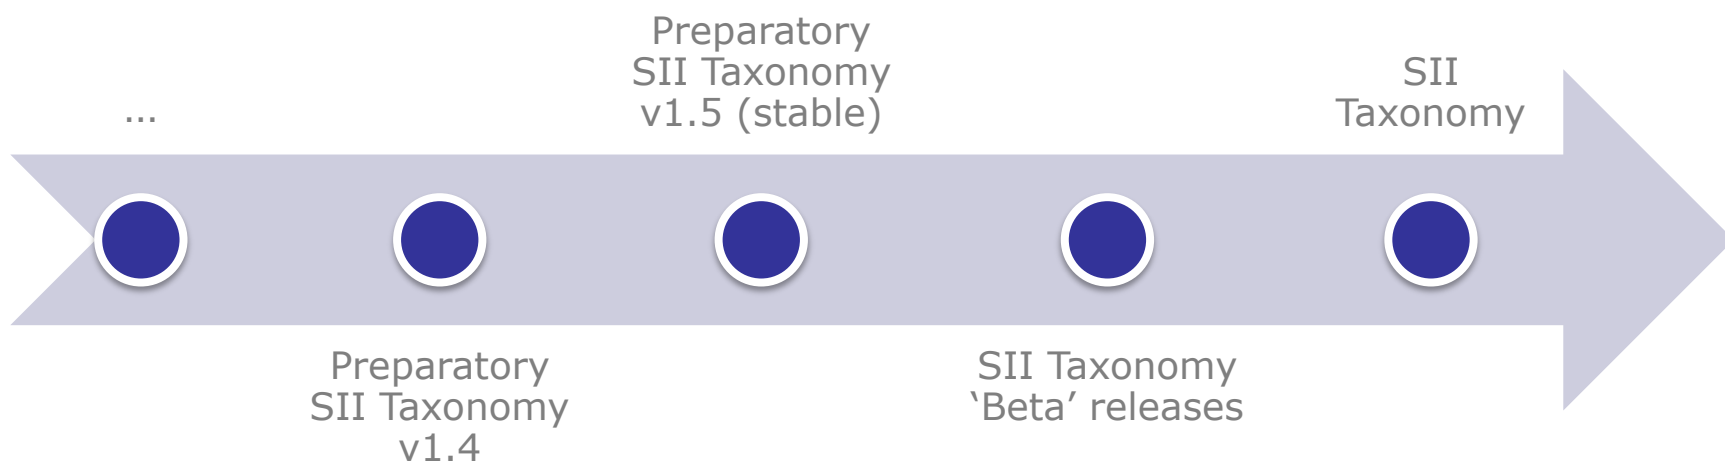 ...
Preparatory
SII Taxonomy
v1.4
Preparatory
SII Taxonomy
v1.5 (stable)
SII Taxonomy
‘Beta’ releases
SII
Taxonomy